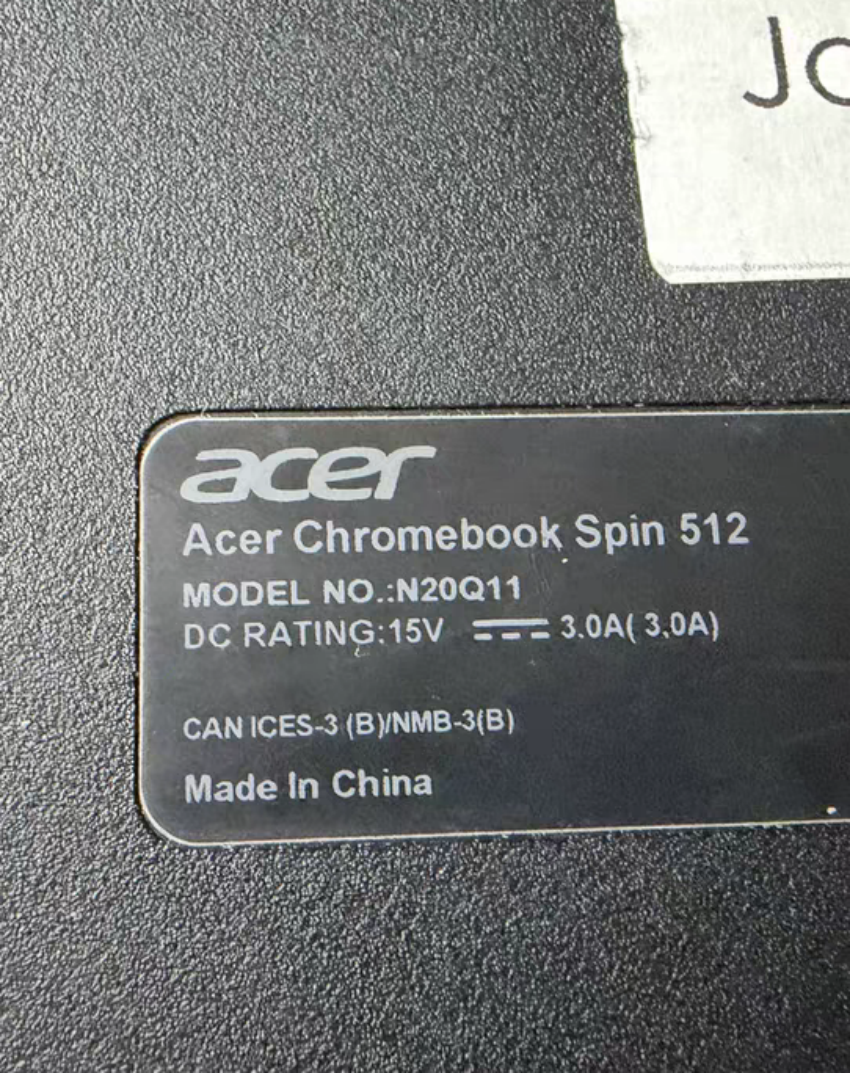 acer
Acer Chromebook Spin 512
MODEL NO.:N20Q11
DC RATING:15V ⎓ 3.0A( 3.0A)
CAN ICES-3 (B)/NMB-3(B)
Made In China